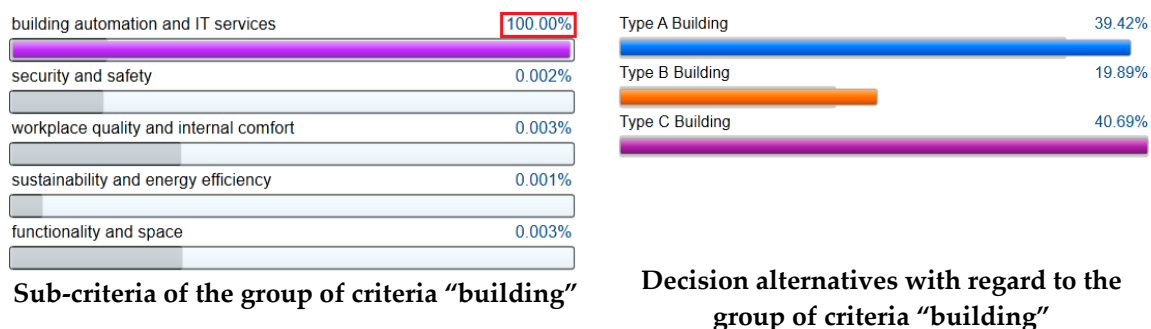 building automation and IT services 100.00%
security and safety 0.002%
workplace quality and internal comfort 0.003%
sustainability and energy efficiency 0.001%
functionality and space 0.003%
Sub-criteria of the group of criteria “building”
Type A Building 39.42%
Type B Building 19.89%
Type C Building 40.69%
Decision alternatives with regard to the
group of criteria “building”